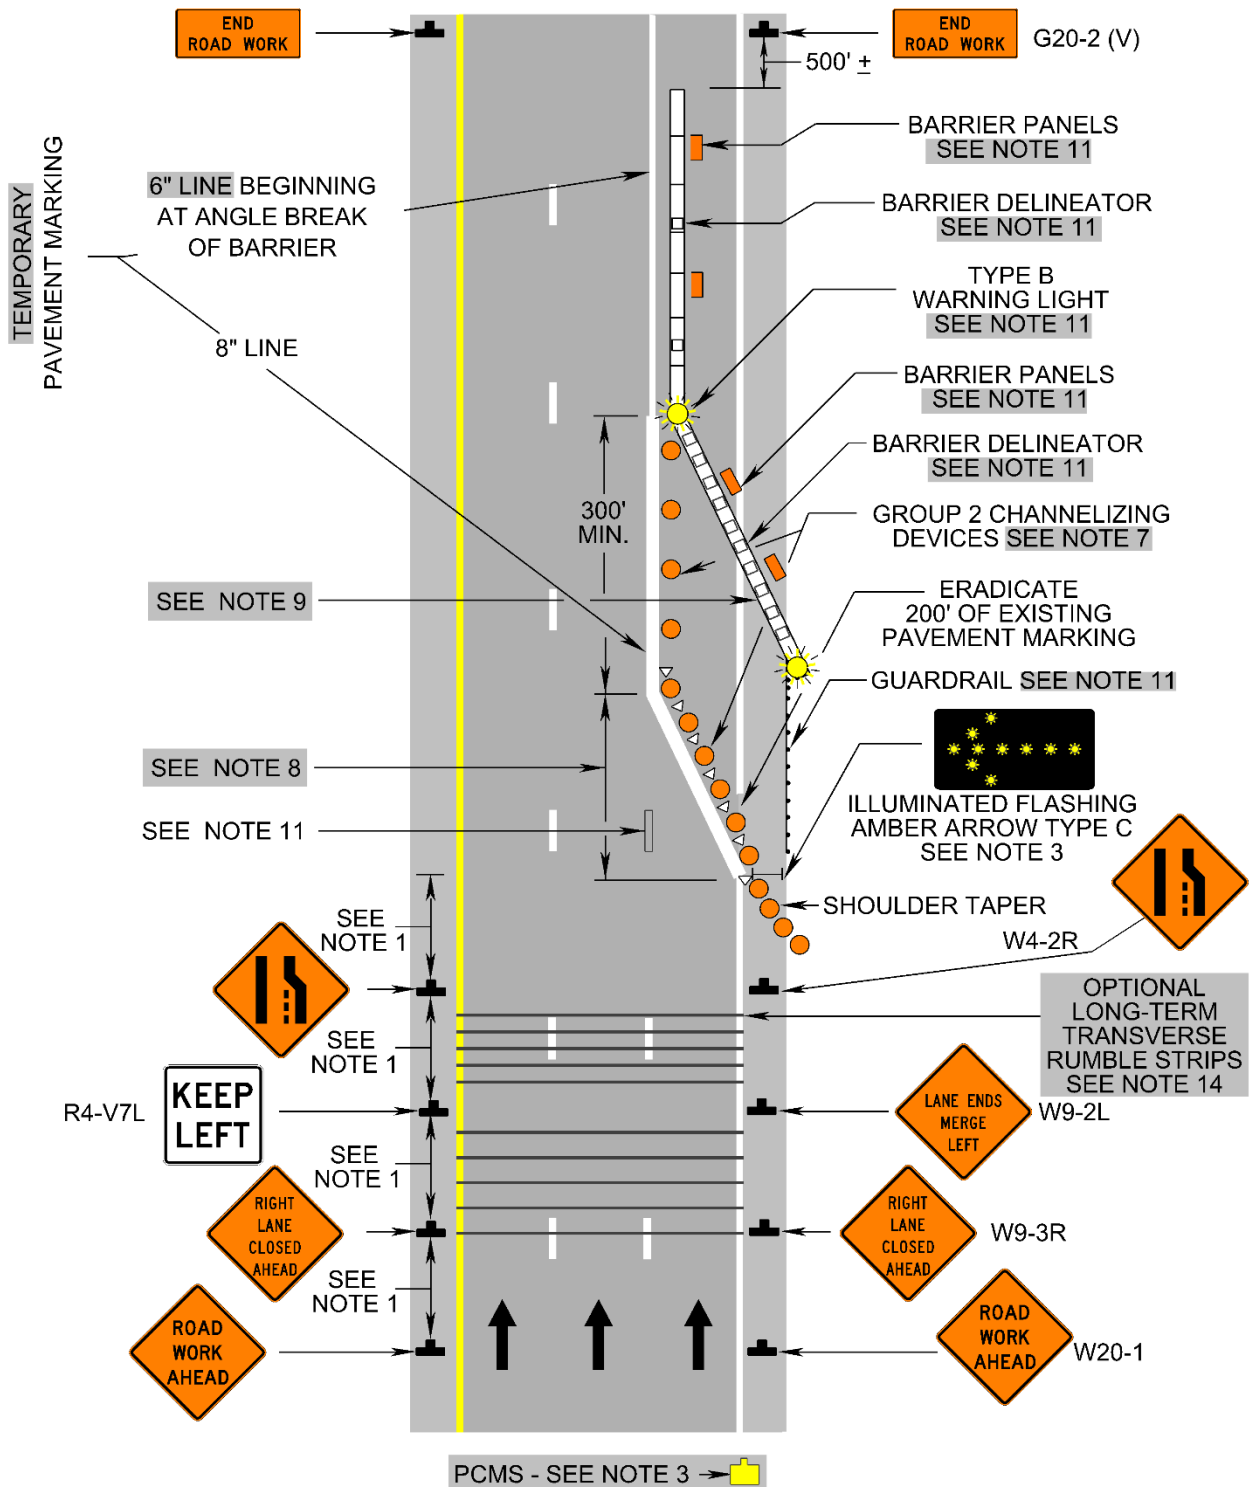 END
ROAD WORK
END
ROAD WORK
G20-2 (V)
500' ±
TEMPORARY
PAVEMENT MARKING
6" LINE BEGINNING
AT ANGLE BREAK
OF BARRIER
8" LINE
BARRIER PANELS
SEE NOTE 11
BARRIER DELINEATOR
SEE NOTE 11
TYPE B
WARNING LIGHT
SEE NOTE 11
BARRIER PANELS
SEE NOTE 11
BARRIER DELINEATOR
SEE NOTE 11
300'
MIN.
GROUP 2 CHANNELIZING
DEVICES SEE NOTE 7
SEE NOTE 9
ERADICATE
200' OF EXISTING
PAVEMENT MARKING
GUARDRAIL SEE NOTE 11
SEE NOTE 8
ILLUMINATED FLASHING
AMBER ARROW TYPE C
SEE NOTE 3
SEE NOTE 11
SHOULDER TAPER
SEE
NOTE 1
W4-2R
OPTIONAL
LONG-TERM
TRANSVERSE
RUMBLE STRIPS
SEE NOTE 14
SEE
NOTE 1
R4-V7L
KEEP
LEFT
LANE ENDS
MERGE
LEFT
W9-2L
SEE
NOTE 1
RIGHT
LANE
CLOSED
AHEAD
RIGHT
LANE
CLOSED
AHEAD
W9-3R
SEE
NOTE 1
ROAD
WORK
AHEAD
ROAD
WORK
AHEAD
W20-1
PCMS - SEE NOTE 3